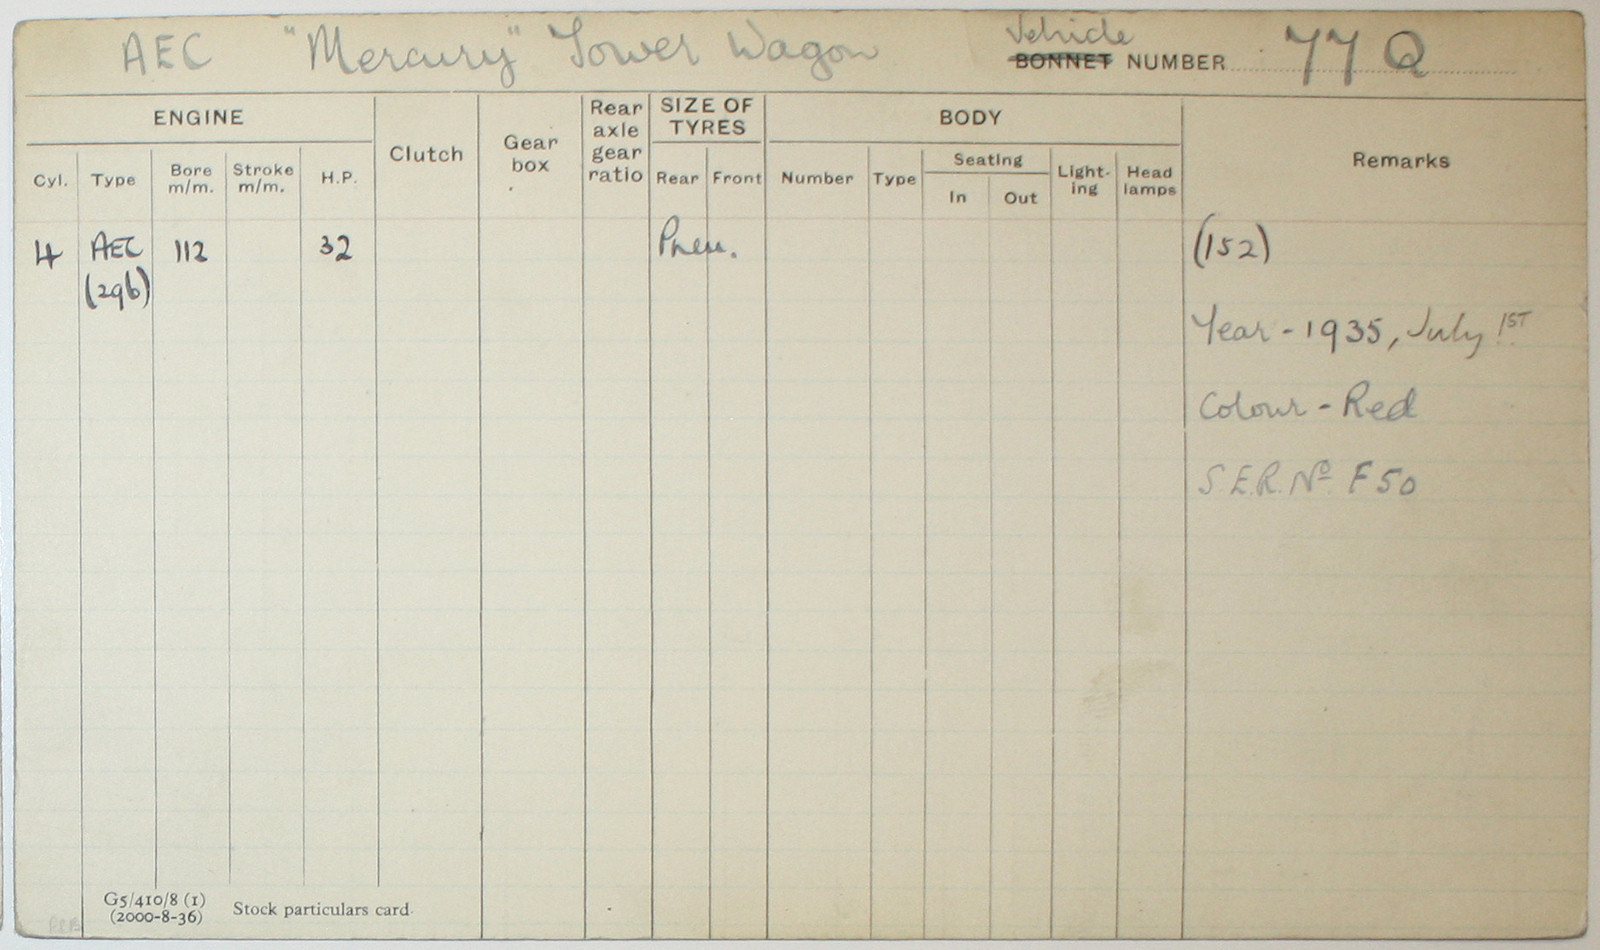 AEC "Mercury" Tower Wagon
Vehicle
BONNET NUMBER 77 Q
ENGINE
Cyl. Type Bore m/m. Stroke m/m. H.P.
Clutch
Gear box
Rear axle gear ratio
SIZE OF TYRES
Rear Front
BODY
Number Type Seating In Out Light-ing Head lamps
Remarks
4 AEC 112 32 Pneu. (152)
(296)
Year - 1935, July 1ST
Colour - Red
S.E.R. No F50
G5/410/8 (1)
(2000-8-36) Stock particulars card